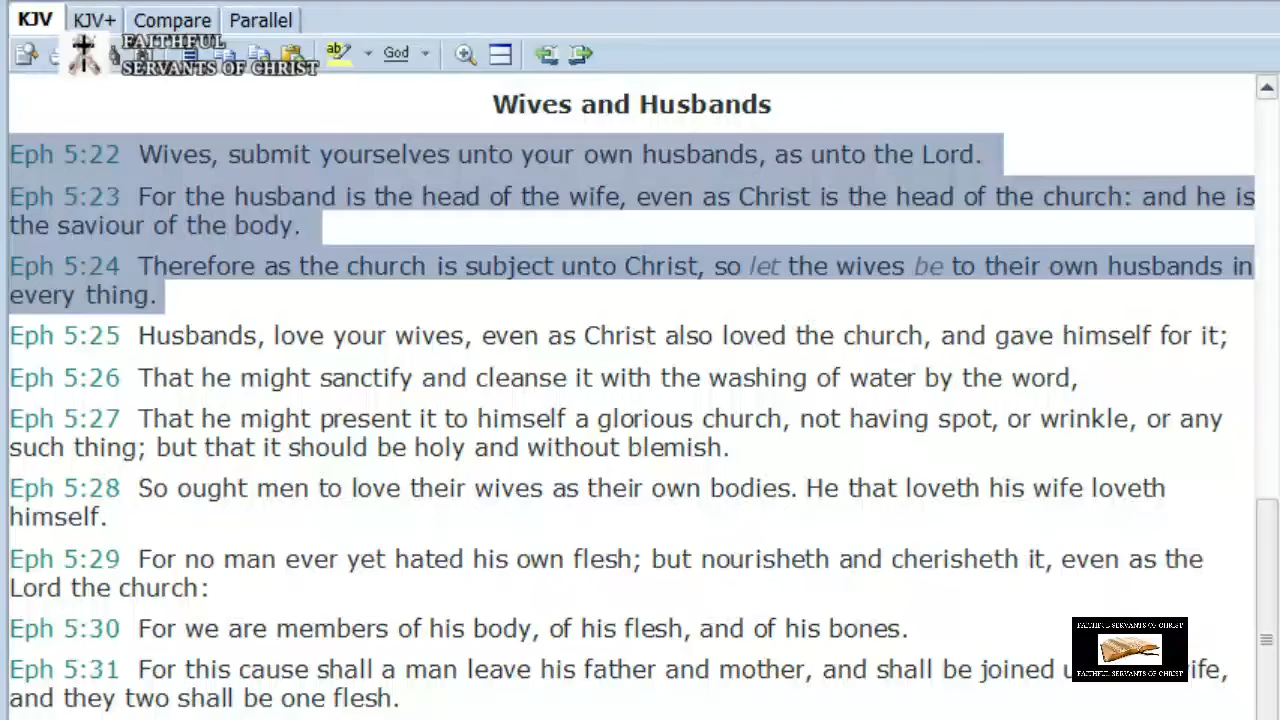 KJV KJV+ Compare Parallel
FAITHFUL
SERVANTS OF CHRIST
ab God
Wives and Husbands
Eph 5:22 Wives, submit yourselves unto your own husbands, as unto the Lord.
Eph 5:23 For the husband is the head of the wife, even as Christ is the head of the church: and he is
the saviour of the body.
Eph 5:24 Therefore as the church is subject unto Christ, so let the wives be to their own husbands in
every thing.
Eph 5:25 Husbands, love your wives, even as Christ also loved the church, and gave himself for it;
Eph 5:26 That he might sanctify and cleanse it with the washing of water by the word,
Eph 5:27 That he might present it to himself a glorious church, not having spot, or wrinkle, or any
such thing; but that it should be holy and without blemish.
Eph 5:28 So ought men to love their wives as their own bodies. He that loveth his wife loveth
himself.
Eph 5:29 For no man ever yet hated his own flesh; but nourisheth and cherisheth it, even as the
Lord the church:
Eph 5:30 For we are members of his body, of his flesh, and of his bones.
Eph 5:31 For this cause shall a man leave his father and mother, and shall be joined
and they two shall be one flesh.
FAITHFUL SERVANTS OF CHRIST
FAITHFUL SERVANTS OF CHRIST